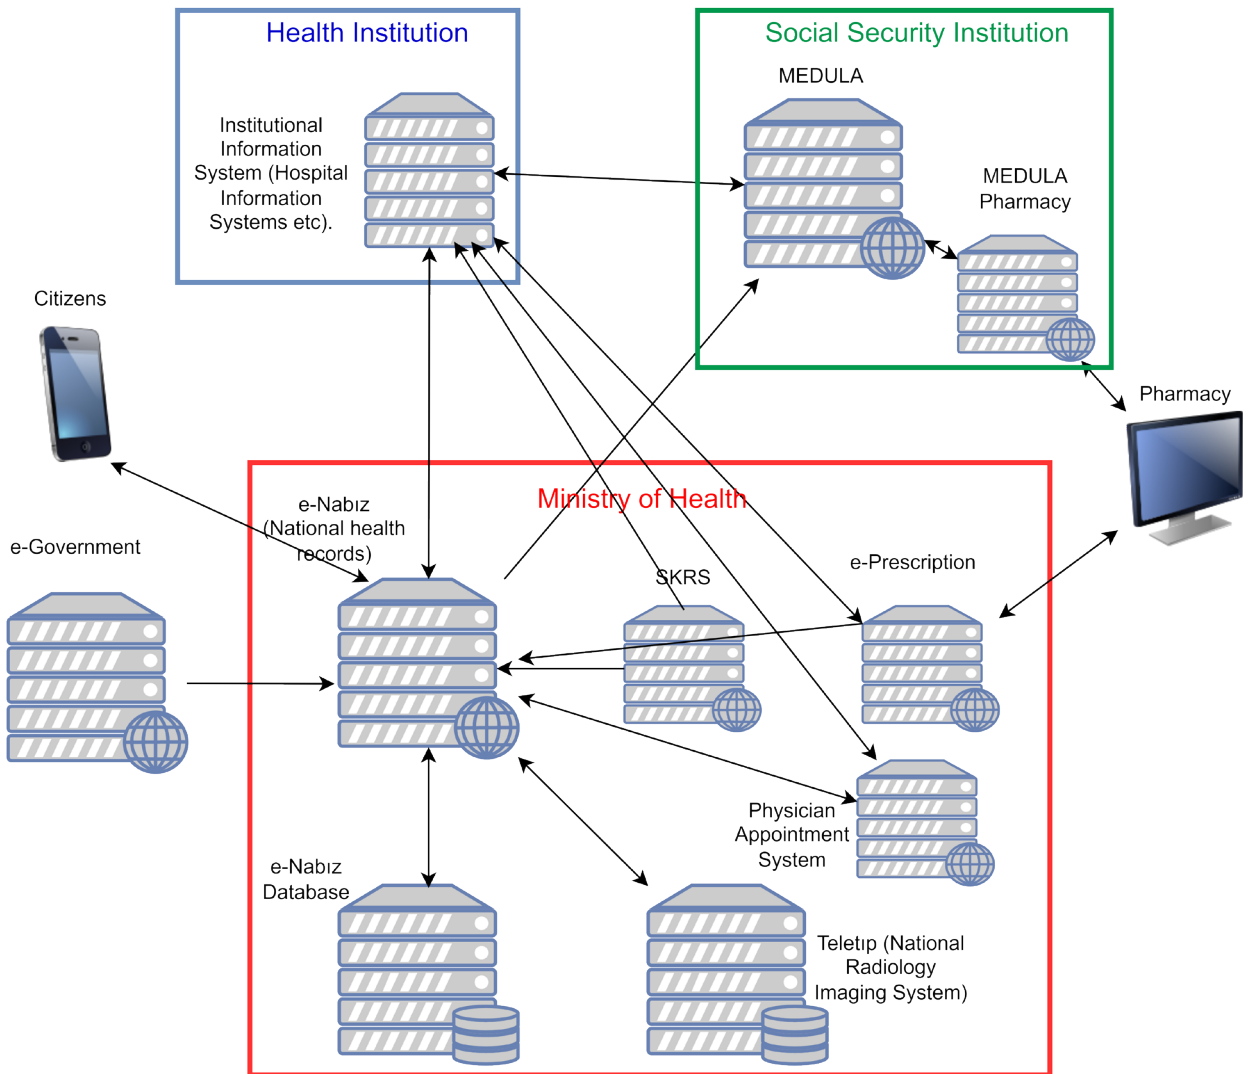 Health Institution
Social Security Institution
MEDULA
Institutional
Information
System (Hospital
Information
Systems etc).
MEDULA
Pharmacy
Citizens
Pharmacy
Ministry of Health
e-Nabız
(National health
records)
e-Government
SKRS
e-Prescription
Physician
Appointment
System
e-Nabız
Database
Teletıp (National
Radiology
Imaging System)